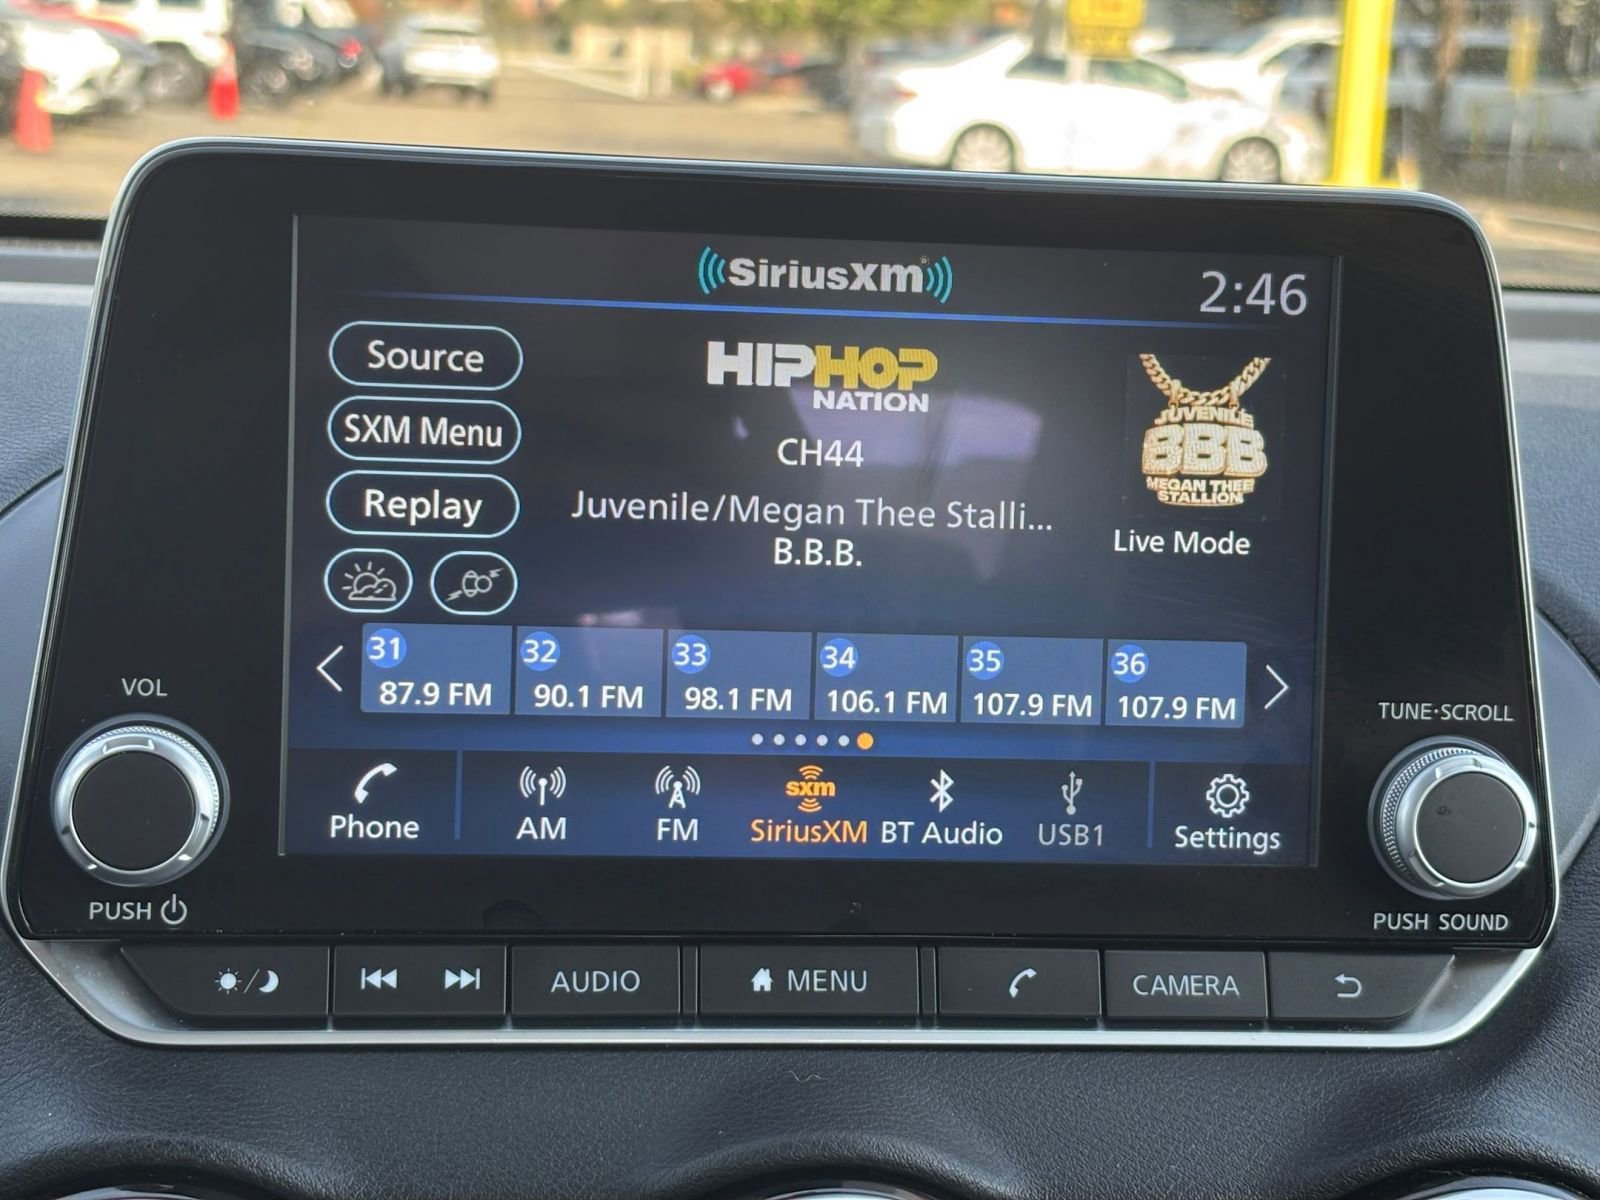 SiriusXm
2:46
Source
SXM Menu
Replay
HIPHOP
NATION
CH44
Juvenile/Megan Thee Stalli...
B.B.B.
JUVENILE
BBB
MEGAN THEE
STALLION
Live Mode
31 32 33 34 35 36
87.9 FM 90.1 FM 98.1 FM 106.1 FM 107.9 FM 107.9 FM
sxm
Phone AM FM SiriusXM BT Audio USB1 Settings
VOL
PUSH
TUNE·SCROLL
PUSH SOUND
AUDIO MENU CAMERA